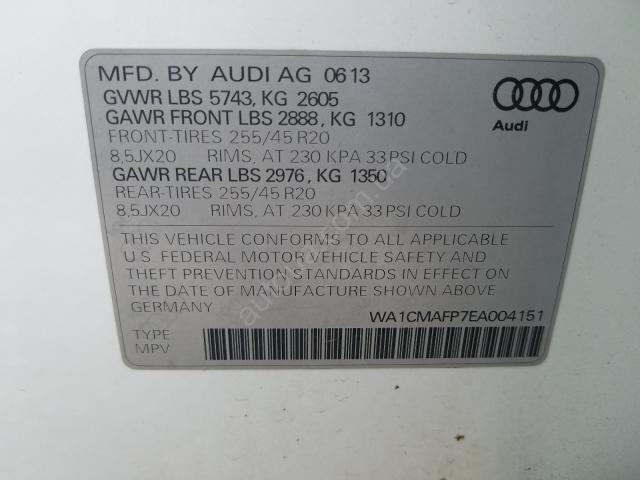 MFD. BY AUDI AG 06 13
GVWR LBS 5743, KG 2605
GAWR FRONT LBS 2888, KG 1310
FRONT-TIRES 255/45 R20
8,5JX20 RIMS, AT 230 KPA 33 PSI COLD
GAWR REAR LBS 2976, KG 1350
REAR-TIRES 255/45 R20
8,5JX20 RIMS, AT 230 KPA 33 PSI COLD
Audi
THIS VEHICLE CONFORMS TO ALL APPLICABLE
U.S. FEDERAL MOTOR VEHICLE SAFETY AND
THEFT PREVENTION STANDARDS IN EFFECT ON
THE DATE OF MANUFACTURE SHOWN ABOVE
GERMANY
WA1CMAFP7EA004151
TYPE
MPV